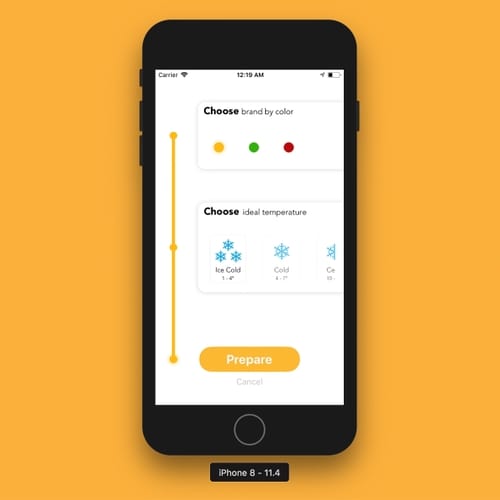 Carrier 12:19 AM
Choose brand by color
Choose ideal temperature
Ice Cold Cold Ce
1 - 4° 4 - 7° 10 -
Prepare
Cancel
iPhone 8 - 11.4